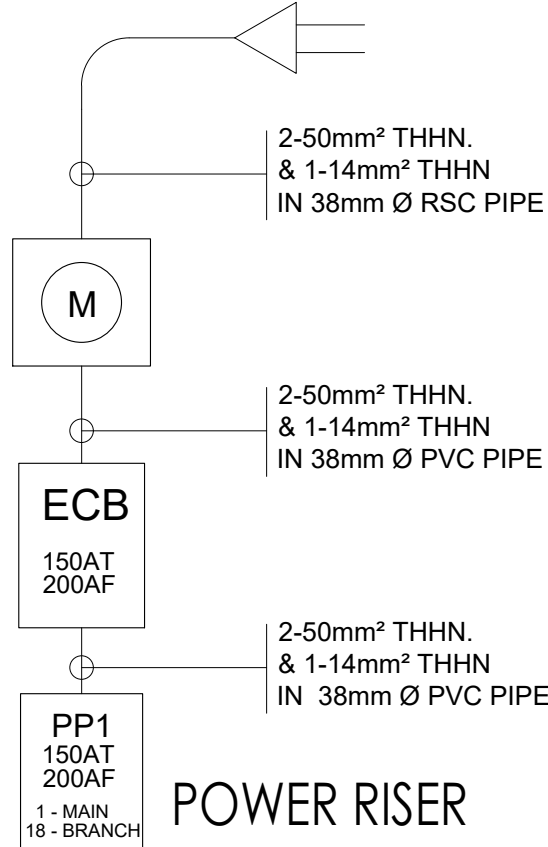 2-50mm² THHN.
& 1-14mm² THHN
IN 38mm Ø RSC PIPE
M
2-50mm² THHN.
& 1-14mm² THHN
IN 38mm Ø PVC PIPE
ECB
150AT
200AF
2-50mm² THHN.
& 1-14mm² THHN
IN 38mm Ø PVC PIPE
PP1
150AT
200AF
1 - MAIN
18 - BRANCH
POWER RISER